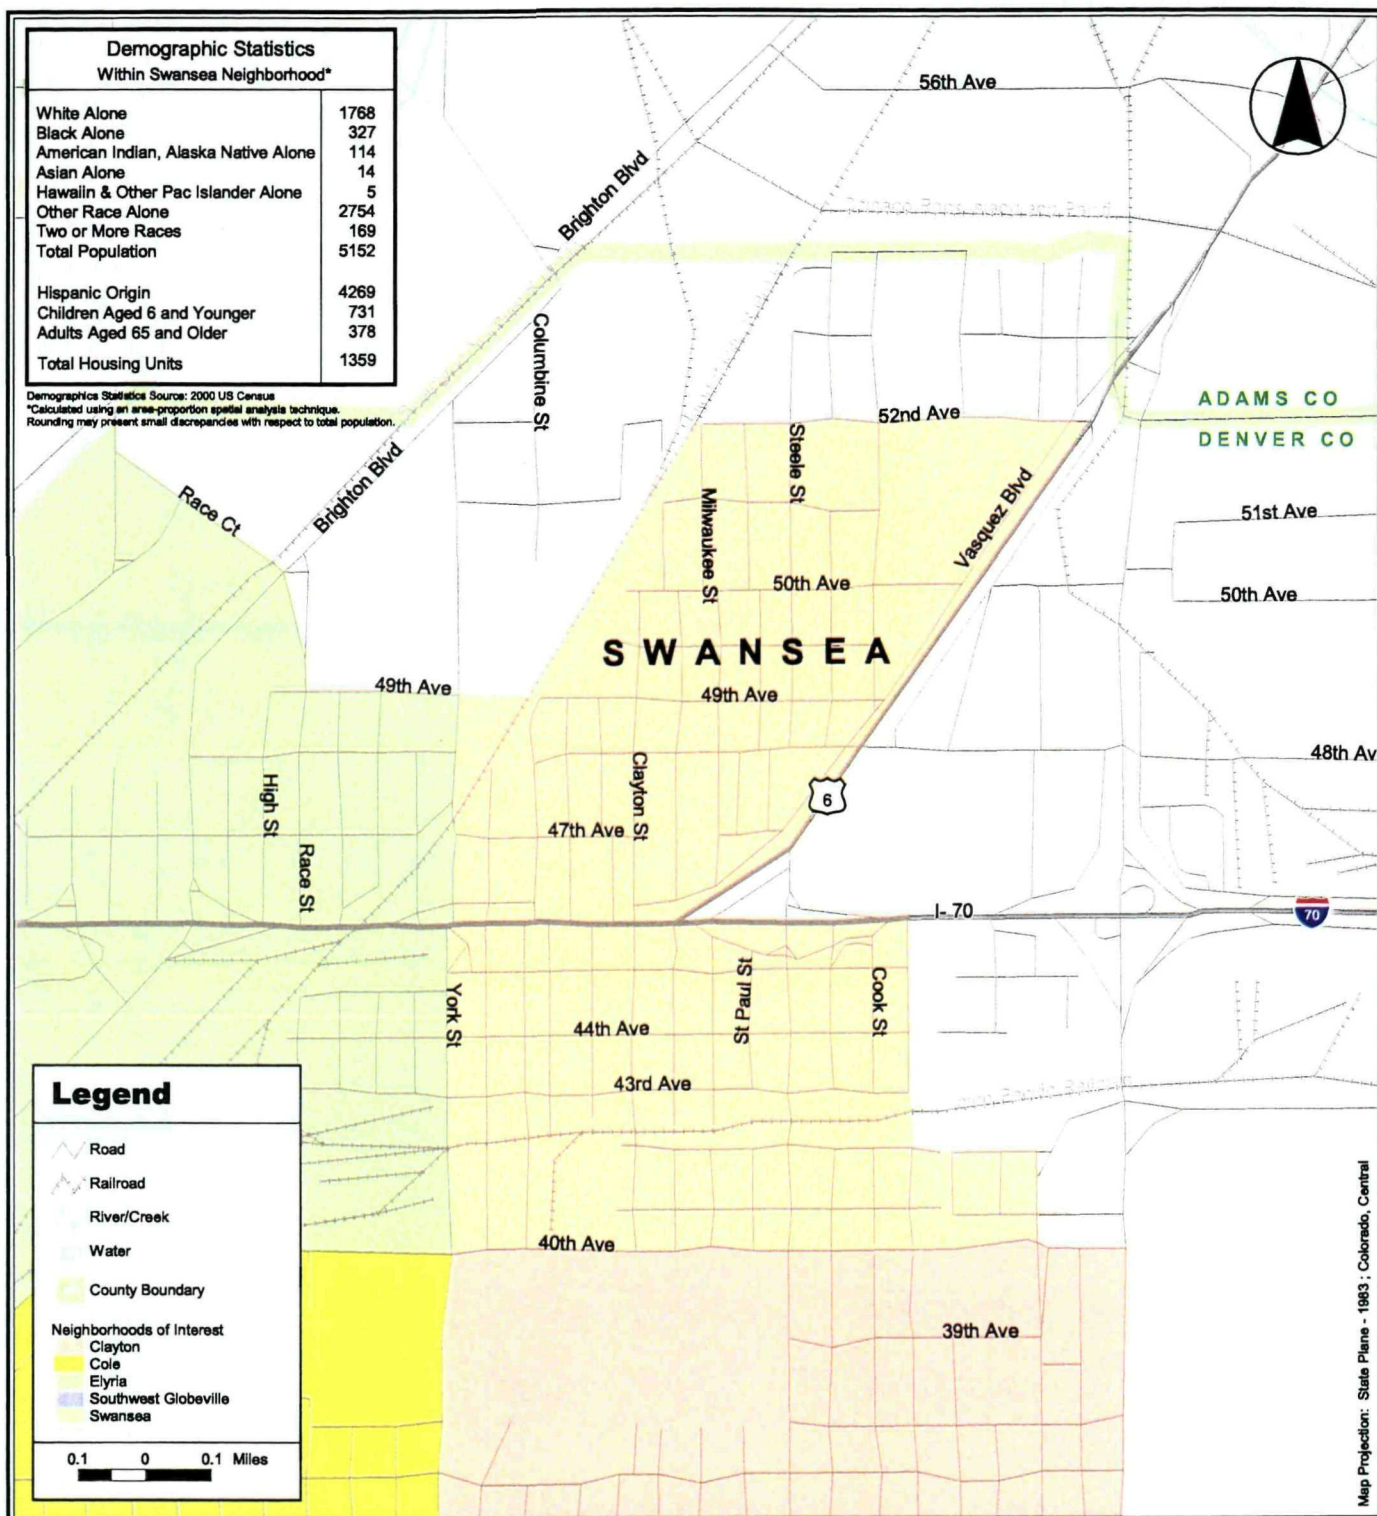 Demographic Statistics
Within Swansea Neighborhood*
White Alone 1768
Black Alone 327
American Indian, Alaska Native Alone 114
Asian Alone 14
Hawaiin & Other Pac Islander Alone 5
Other Race Alone 2754
Two or More Races 169
Total Population 5152
Hispanic Origin 4269
Children Aged 6 and Younger 731
Adults Aged 65 and Older 378
Total Housing Units 1359
Demographics Statistics Source: 2000 US Census
*Calculated using an area-proportion spatial analysis technique.
Rounding may present small discrepancies with respect to total population.
56th Ave
Brighton Blvd
Columbine St
ADAMS CO
DENVER CO
52nd Ave
Steele St
Brighton Blvd
Race Ct
Milwaukee St
Vasquez Blvd
51st Ave
50th Ave
50th Ave
SWANSEA
49th Ave
49th Ave
48th Av
High St
Clayton St
6
47th Ave
Race St
I-70
70
York St
St Paul St
Cook St
44th Ave
43rd Ave
40th Ave
39th Ave
Legend
Road
Railroad
River/Creek
Water
County Boundary
Neighborhoods of Interest
Clayton
Cole
Elyria
Southwest Globeville
Swansea
0.1 0 0.1 Miles
Map Projection: State Plane - 1983 ; Colorado, Central